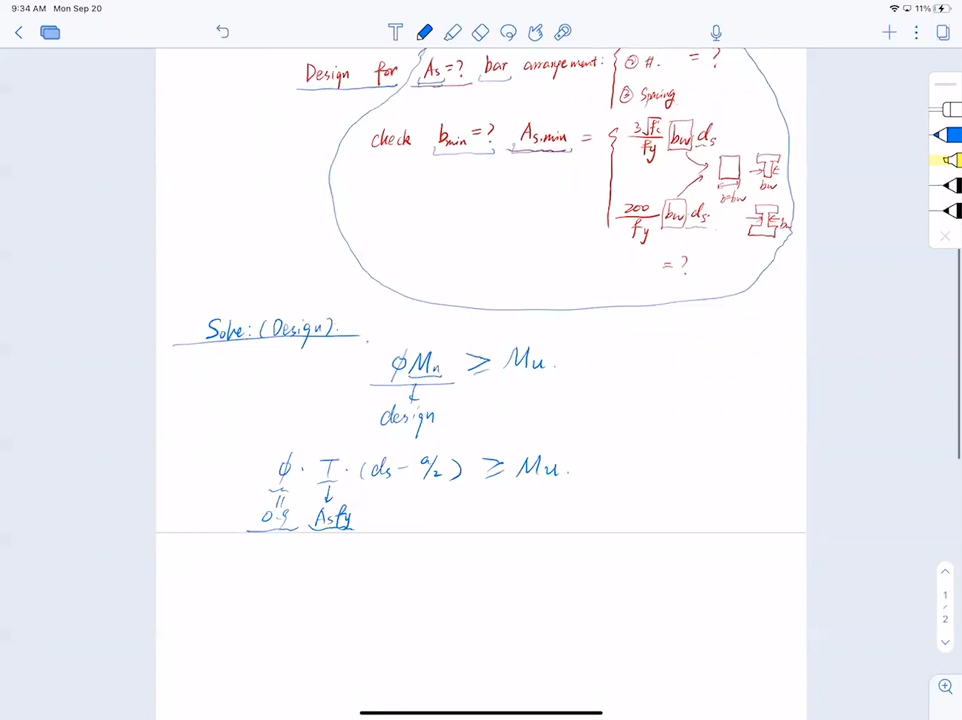 9:34 AM Mon Sep 20
11%
T
Design for As=? bar arrangement: ② #. = ?
③ Spacing
check bmin=? As,min = 3√f'c / fy bw ds
b=bw bw
200 / fy bw ds. bw
= ?
Solve: (Design).
φMn ≥ Mu.
design
φ · T · (ds - a/2) ≥ Mu.
0.9 Asfy
1
/
2